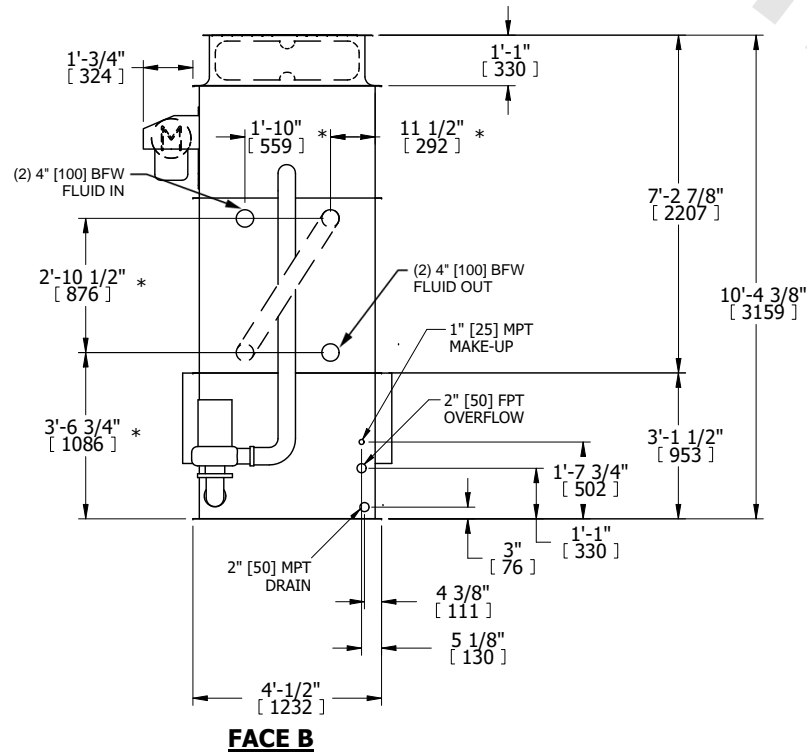 1'-3/4"
[ 324 ]
1'-1"
[ 330 ]
M
1'-10" *
[ 559 ]
11 1/2" *
[ 292 ]
(2) 4" [100] BFW
FLUID IN
7'-2 7/8"
[ 2207 ]
2'-10 1/2" *
[ 876 ]
(2) 4" [100] BFW
FLUID OUT
10'-4 3/8"
[ 3159 ]
1" [25] MPT
MAKE-UP
2" [50] FPT
OVERFLOW
3'-6 3/4" *
[ 1086 ]
3'-1 1/2"
[ 953 ]
1'-7 3/4"
[ 502 ]
1'-1"
[ 330 ]
2" [50] MPT
DRAIN
3"
[ 76 ]
4 3/8"
[ 111 ]
5 1/8"
[ 130 ]
4'-1/2"
[ 1232 ]
FACE B